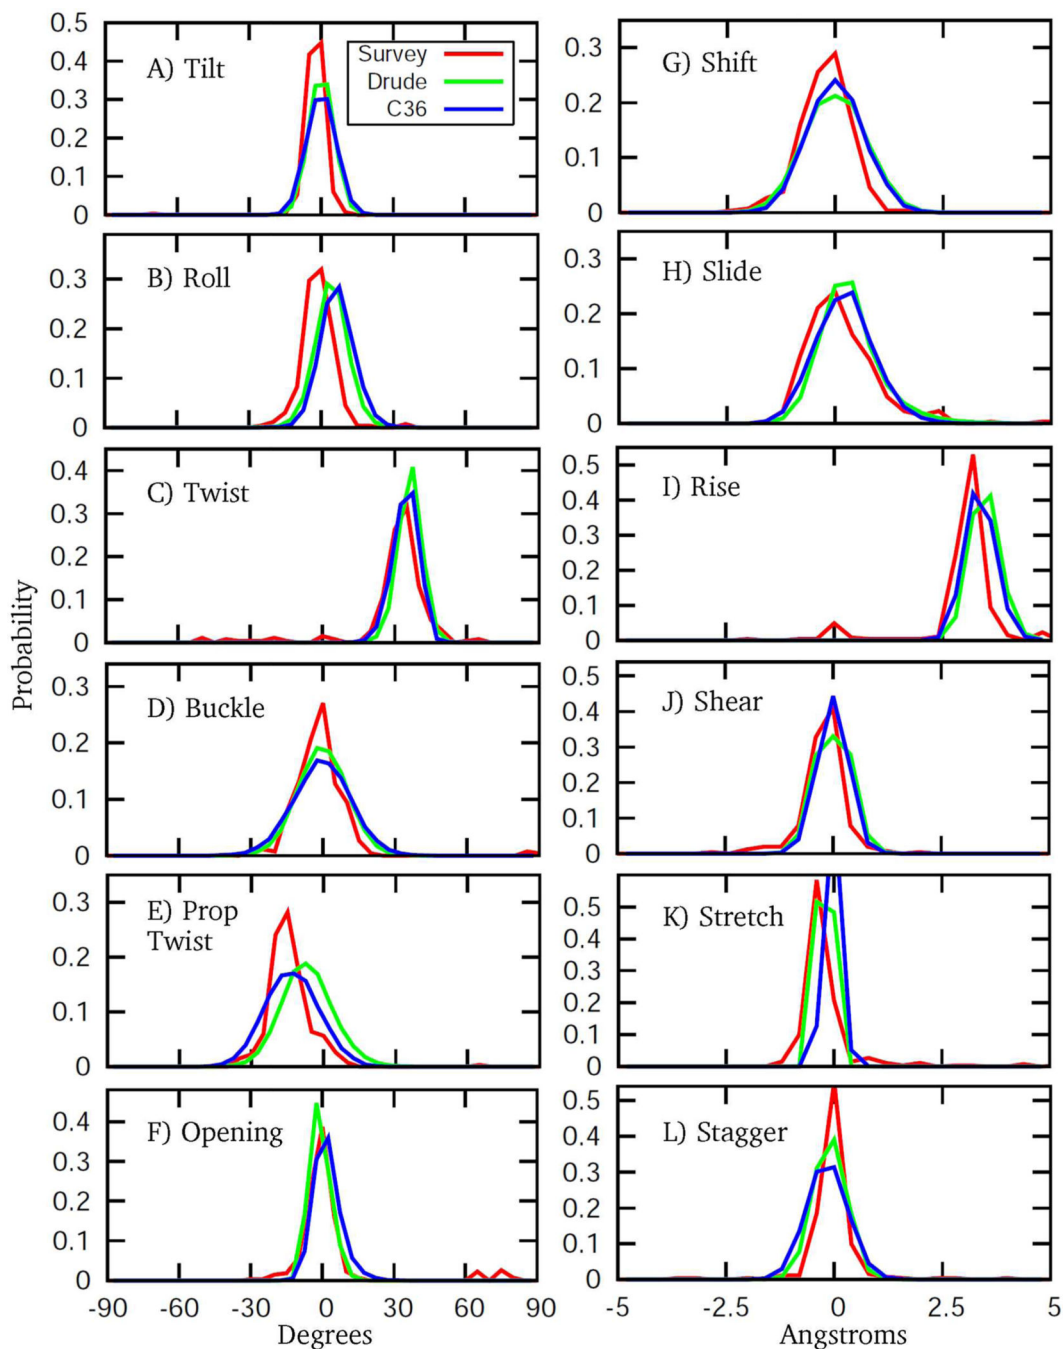 0.5
0.4
0.3
0.2
0.1
0
A) Tilt
Survey
Drude
C36
0.3
0.2
0.1
0
G) Shift
0.3
0.2
0.1
0
B) Roll
0.3
0.2
0.1
0
H) Slide
0.4
0.3
0.2
0.1
0
C) Twist
0.5
0.4
0.3
0.2
0.1
0
I) Rise
Probability
0.3
0.2
0.1
0
D) Buckle
0.5
0.4
0.3
0.2
0.1
0
J) Shear
0.3
0.2
0.1
0
E) Prop
Twist
0.5
0.4
0.3
0.2
0.1
0
K) Stretch
0.4
0.3
0.2
0.1
0
F) Opening
0.5
0.4
0.3
0.2
0.1
0
L) Stagger
-90 -60 -30 0 30 60 90
Degrees
-5 -2.5 0 2.5 5
Angstroms